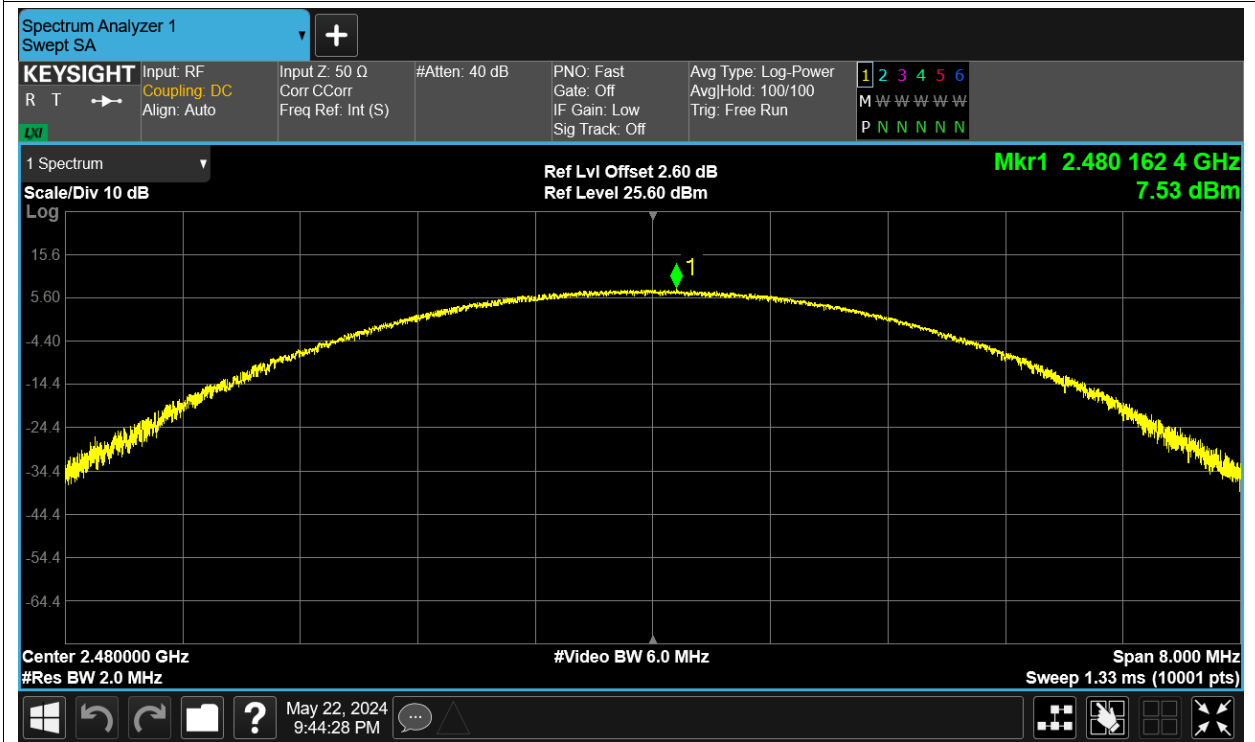 Spectrum Analyzer 1
Swept SA
+
KEYSIGHT
R T
LXI
Input: RF
Coupling: DC
Align: Auto
Input Z: 50 Ω
Corr CCorr
Freq Ref: Int (S)
#Atten: 40 dB
PNO: Fast
Gate: Off
IF Gain: Low
Sig Track: Off
Avg Type: Log-Power
Avg|Hold: 100/100
Trig: Free Run
1 2 3 4 5 6
M W W W W W
P N N N N N
1 Spectrum
Scale/Div 10 dB
Log
Ref Lvl Offset 2.60 dB
Ref Level 25.60 dBm
Mkr1 2.480 162 4 GHz
7.53 dBm
1
15.6
5.60
-4.40
-14.4
-24.4
-34.4
-44.4
-54.4
-64.4
Center 2.480000 GHz
#Res BW 2.0 MHz
#Video BW 6.0 MHz
Span 8.000 MHz
Sweep 1.33 ms (10001 pts)
?
May 22, 2024
9:44:28 PM